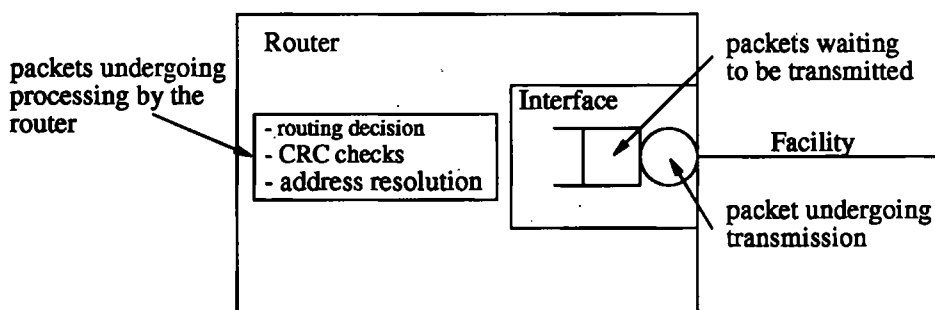 Router
packets undergoing
processing by the
router
- routing decision
- CRC checks
- address resolution
Interface
packets waiting
to be transmitted
Facility
packet undergoing
transmission